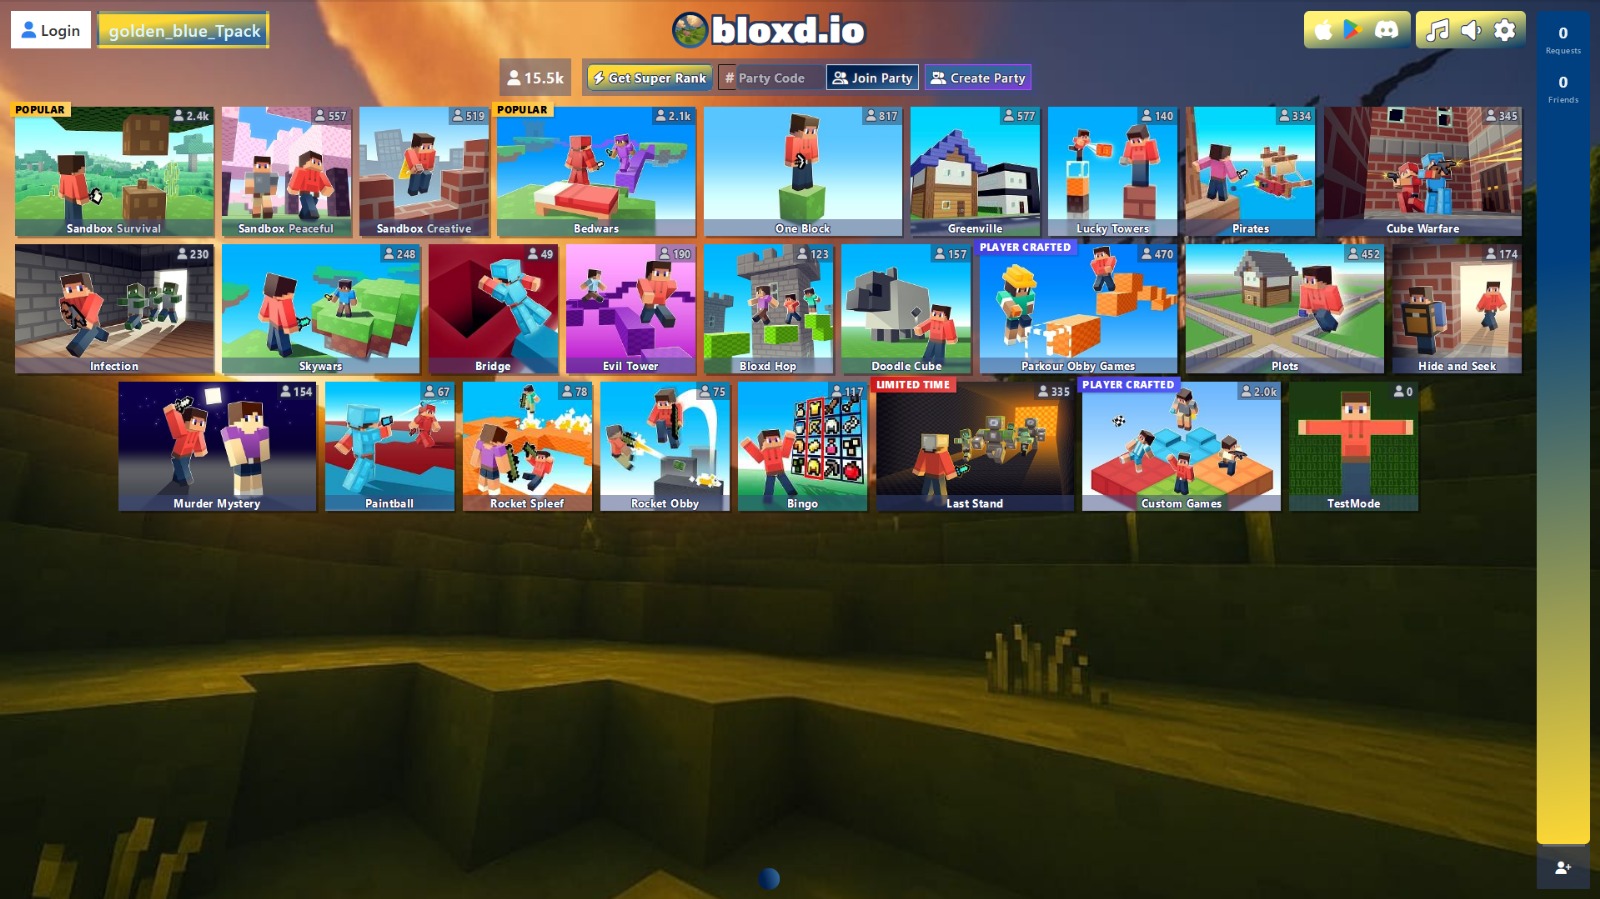 Login
golden_blue_Tpack
bloxd.io
0
Requests
0
Friends
15.5k
Get Super Rank
# Party Code
Join Party
Create Party
POPULAR
2.4k
Sandbox Survival
557
Sandbox Peaceful
519
Sandbox Creative
POPULAR
2.1k
Bedwars
817
One Block
577
Greenville
140
Lucky Towers
334
Pirates
345
Cube Warfare
230
Infection
248
Skywars
49
Bridge
190
Evil Tower
123
Bloxd Hop
157
Doodle Cube
PLAYER CRAFTED
470
Parkour Obby Games
452
Plots
174
Hide and Seek
154
Murder Mystery
67
Paintball
78
Rocket Spleef
75
Rocket Obby
117
Bingo
LIMITED TIME
335
Last Stand
PLAYER CRAFTED
2.0k
Custom Games
0
TestMode